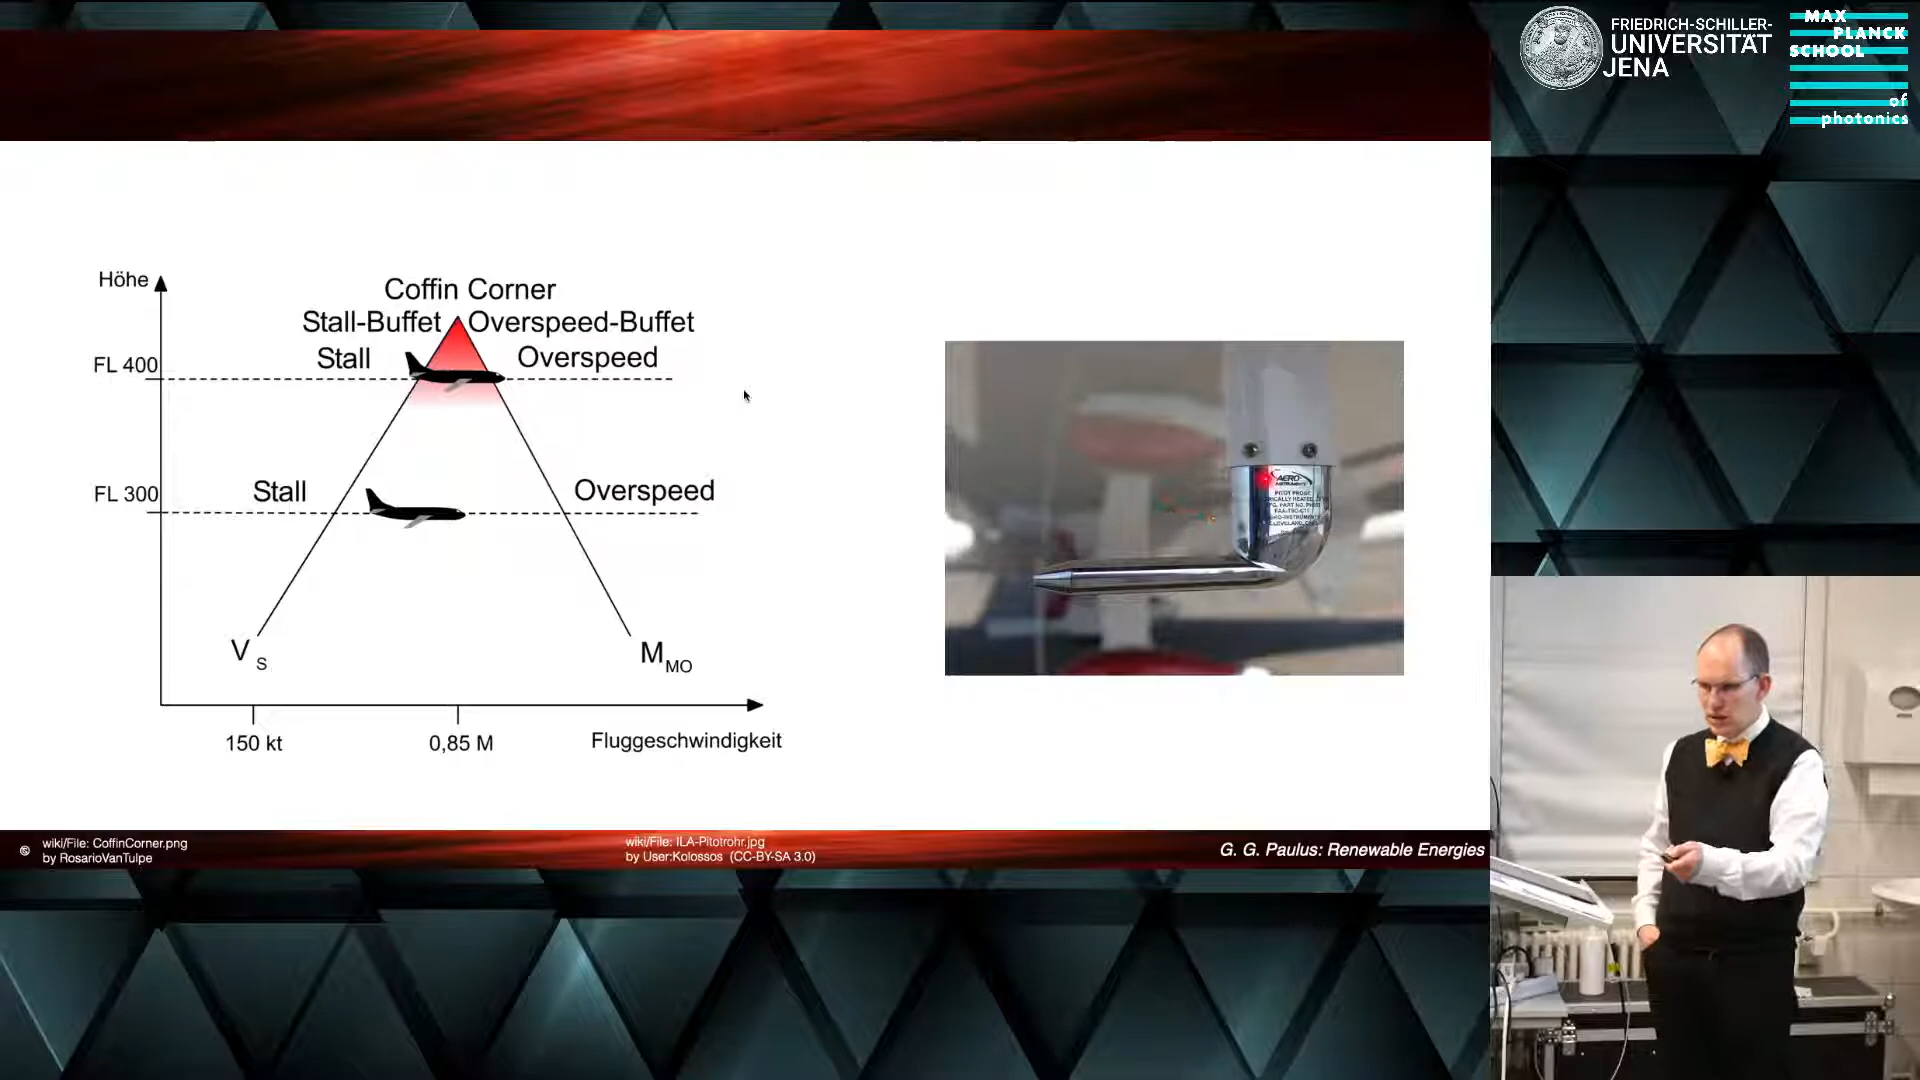 FRIEDRICH-SCHILLER-
UNIVERSITÄT
JENA
MAX
PLANCK
SCHOOL
of
photonics
Höhe
Coffin Corner
Stall-Buffet Overspeed-Buffet
Stall Overspeed
FL 400
Stall Overspeed
FL 300
V S
M MO
150 kt
0,85 M
Fluggeschwindigkeit
AERO
INSTRUMENTS
PITOT PROBE
wiki/File: CoffinCorner.png
by RosarioVanTulpe
wiki/File: ILA-Pitotrohr.jpg
by User:Kolossos (CC-BY-SA 3.0)
G. G. Paulus: Renewable Energies